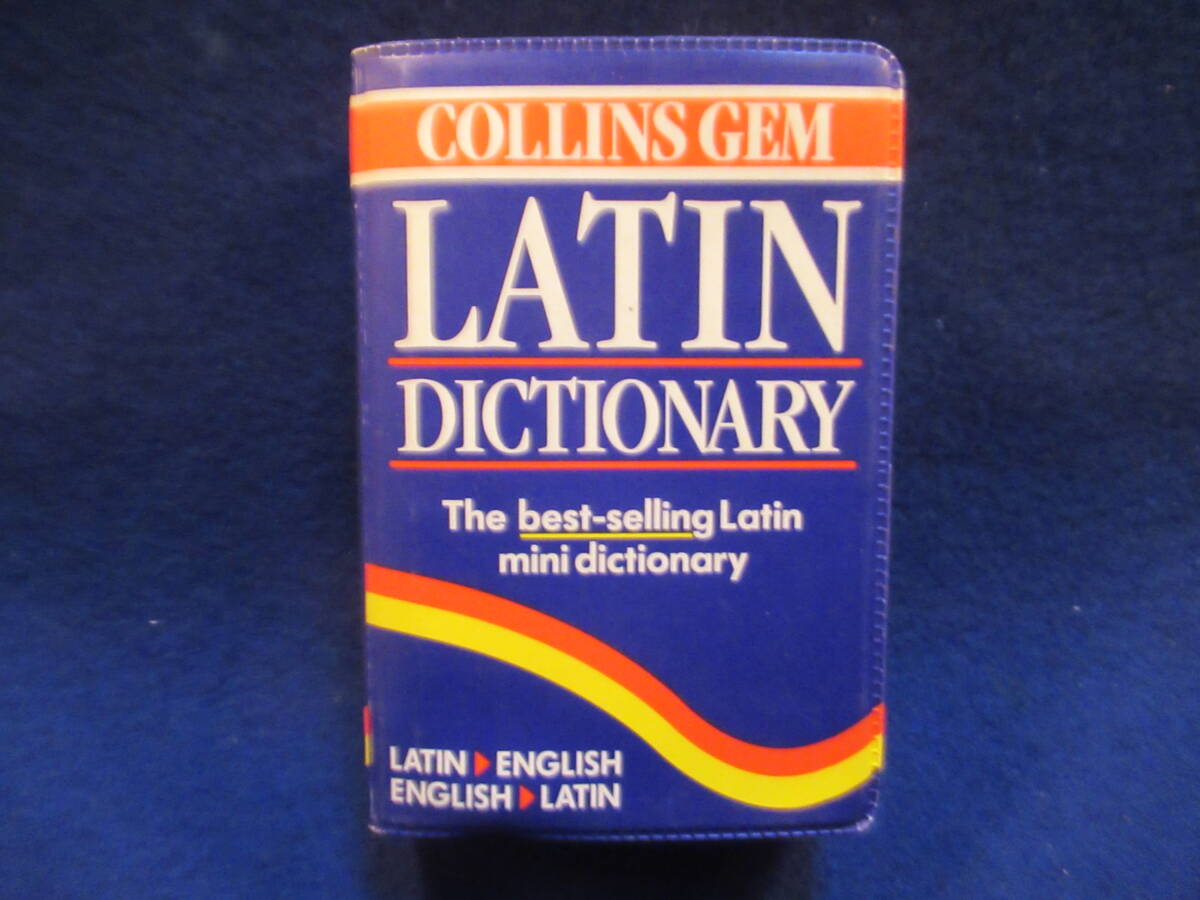 COLLINS GEM
LATIN
DICTIONARY
The best-selling Latin
mini dictionary
LATIN ▶ ENGLISH
ENGLISH ▶ LATIN